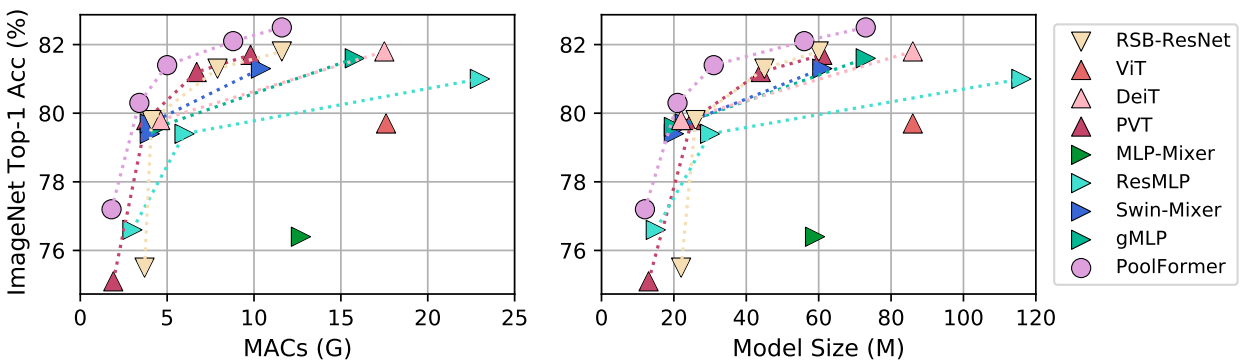 ImageNet Top-1 Acc (%)
82
80
78
76
0 5 10 15 20 25
MACs (G)
82
80
78
76
0 20 40 60 80 100 120
Model Size (M)
RSB-ResNet
ViT
DeiT
PVT
MLP-Mixer
ResMLP
Swin-Mixer
gMLP
PoolFormer